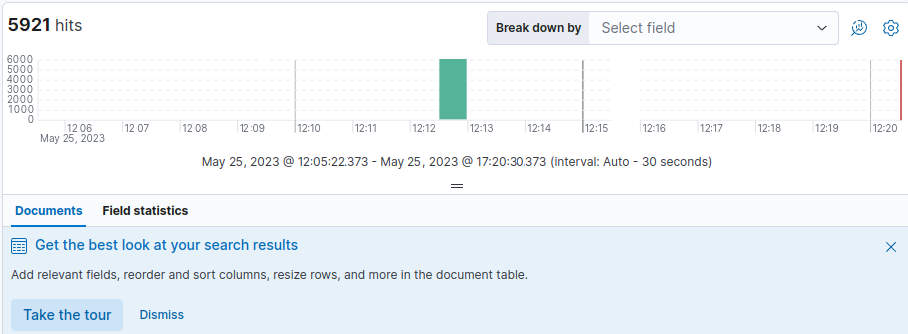 5921 hits
Break down by Select field
6000
5000
4000
3000
2000
1000
0
12 06 12 07 12 08 12:09 12:10 12:11 12:12 12:13 12:14 12:15 12:16 12:17 12:18 12:19 12:20
May 25, 2023
May 25, 2023 @ 12:05:22.373 - May 25, 2023 @ 17:20:30.373 (interval: Auto - 30 seconds)
Documents Field statistics
Get the best look at your search results
Add relevant fields, reorder and sort columns, resize rows, and more in the document table.
Take the tour Dismiss